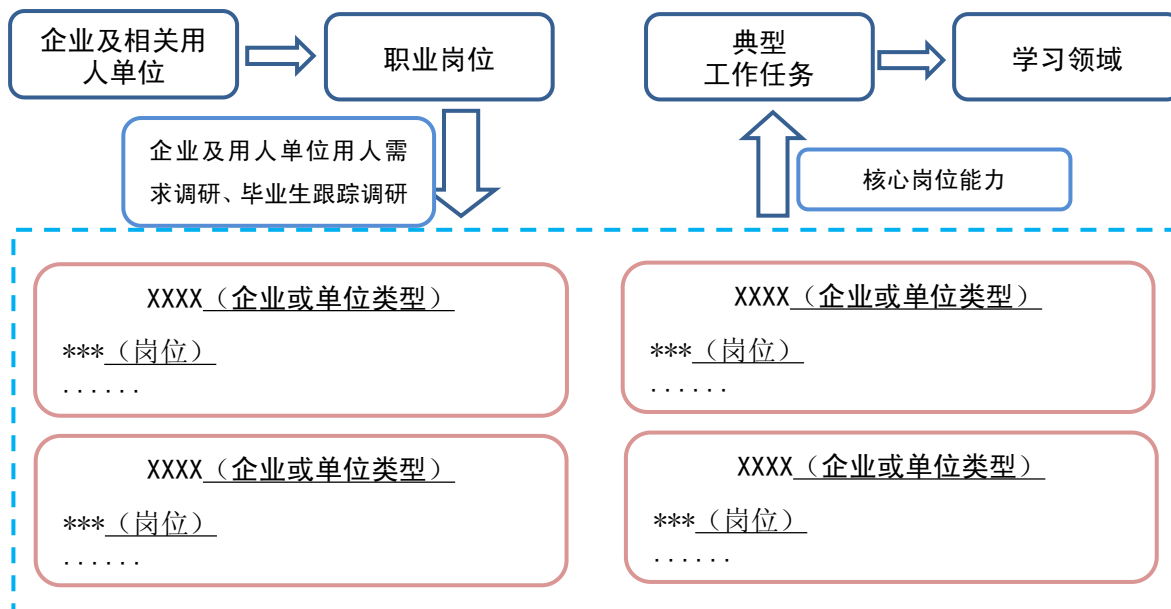 企业及相关用
人单位
职业岗位
典型
工作任务
学习领域
企业及用人单位用人需
求调研、毕业生跟踪调研
核心岗位能力
XXXX（企业或单位类型）
***（岗位）
......
XXXX（企业或单位类型）
***（岗位）
......
XXXX（企业或单位类型）
***（岗位）
......
XXXX（企业或单位类型）
***（岗位）
......